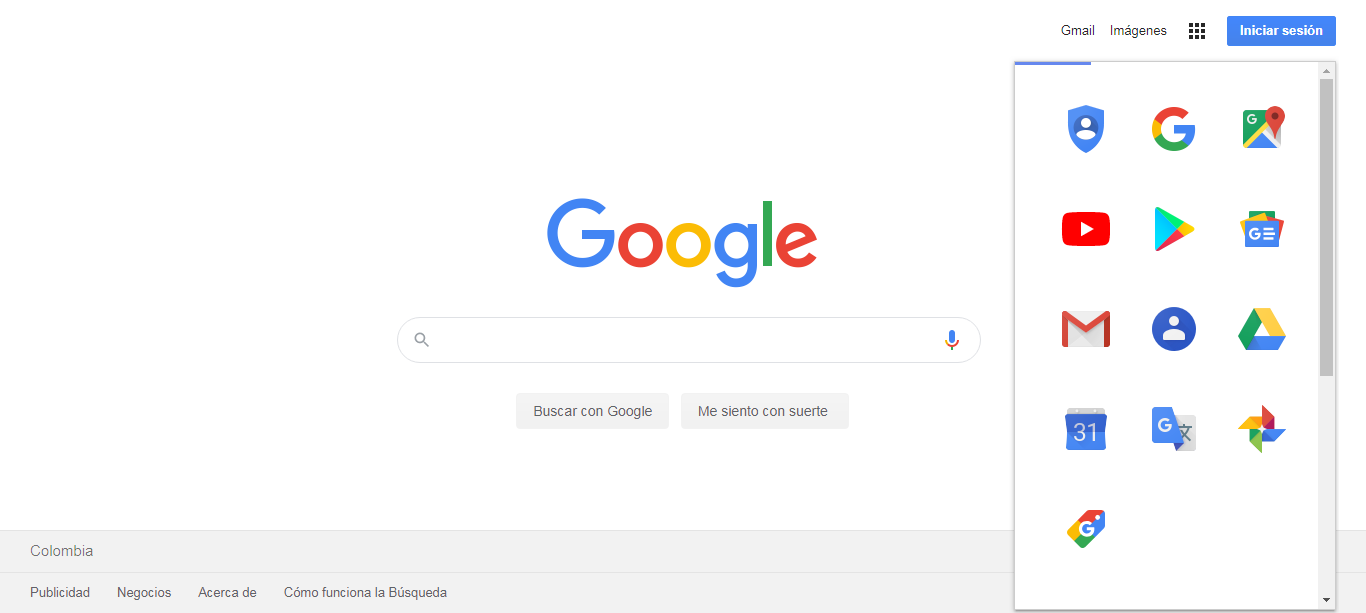 Gmail Imágenes Iniciar sesión
Google
Buscar con Google Me siento con suerte
31
Colombia
Publicidad Negocios Acerca de Cómo funciona la Búsqueda